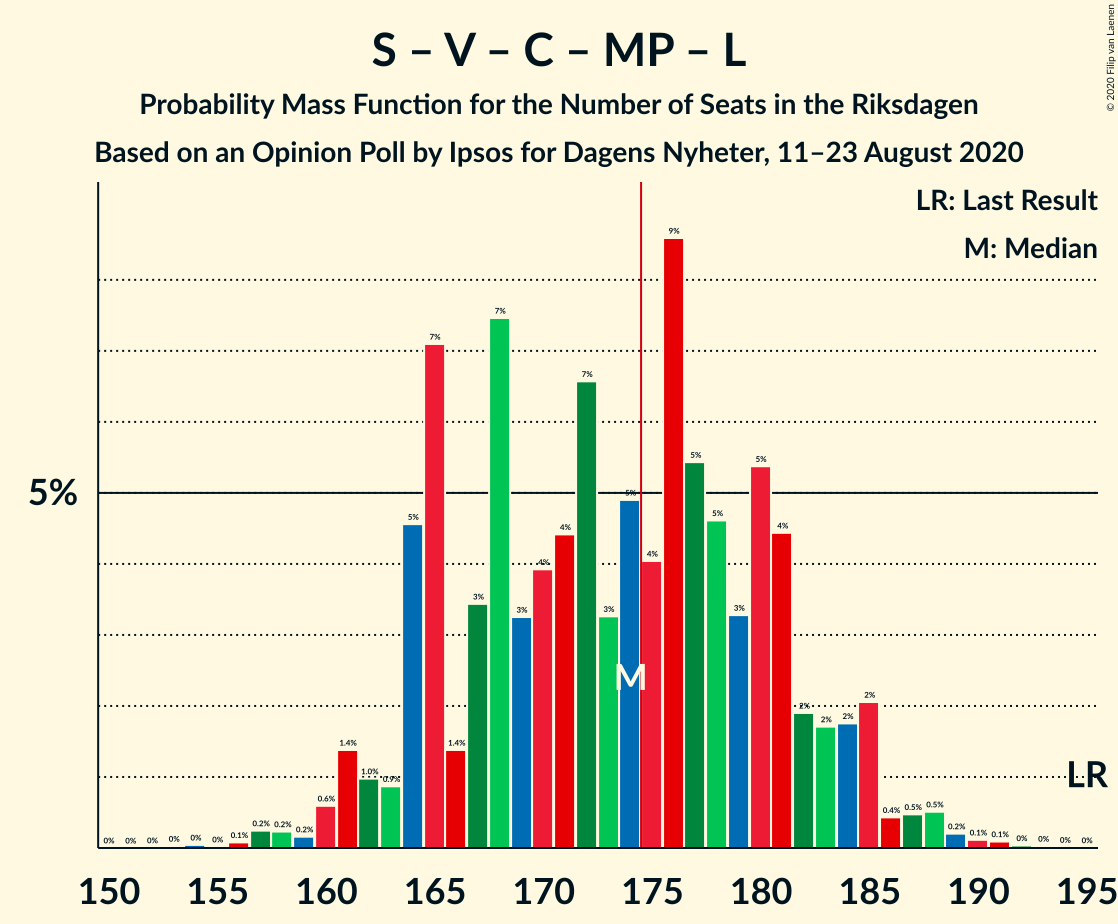 S – V – C – MP – L
Probability Mass Function for the Number of Seats in the Riksdagen
Based on an Opinion Poll by Ipsos for Dagens Nyheter, 11–23 August 2020
© 2020 Filip van Laenen
LR: Last Result
M: Median
5%
0% 0% 0% 0% 0% 0% 0.1% 0.2% 0.2% 0.2% 0.6% 1.4% 1.0% 0.9% 5% 7% 1.4% 3% 7% 3% 4% 4% 7% 3% 5% 4% 9% 5% 5% 3% 5% 4% 2% 2% 2% 2% 0.4% 0.5% 0.5% 0.2% 0.1% 0.1% 0% 0% 0% 0%
M
LR
150 155 160 165 170 175 180 185 190 195